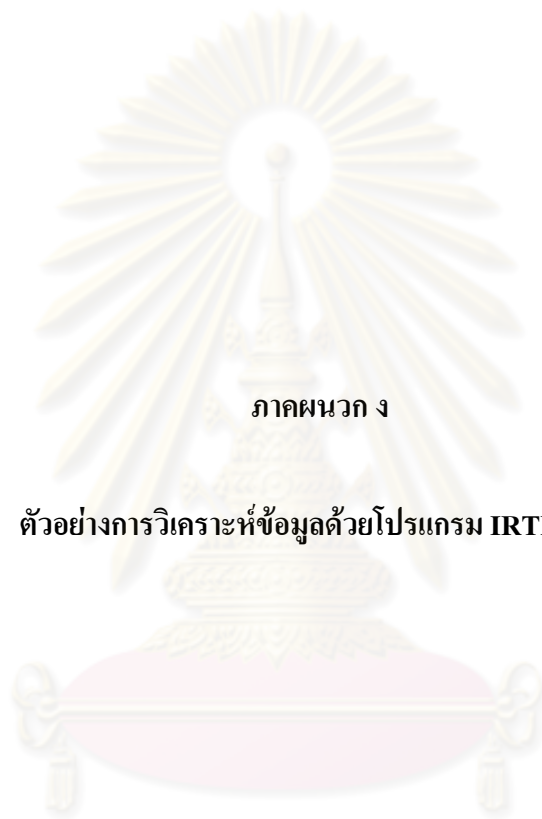 ภาคผนวก ง
ตัวอย่างการวิเคราะห์ข้อมูลด้วยโปรแกรม